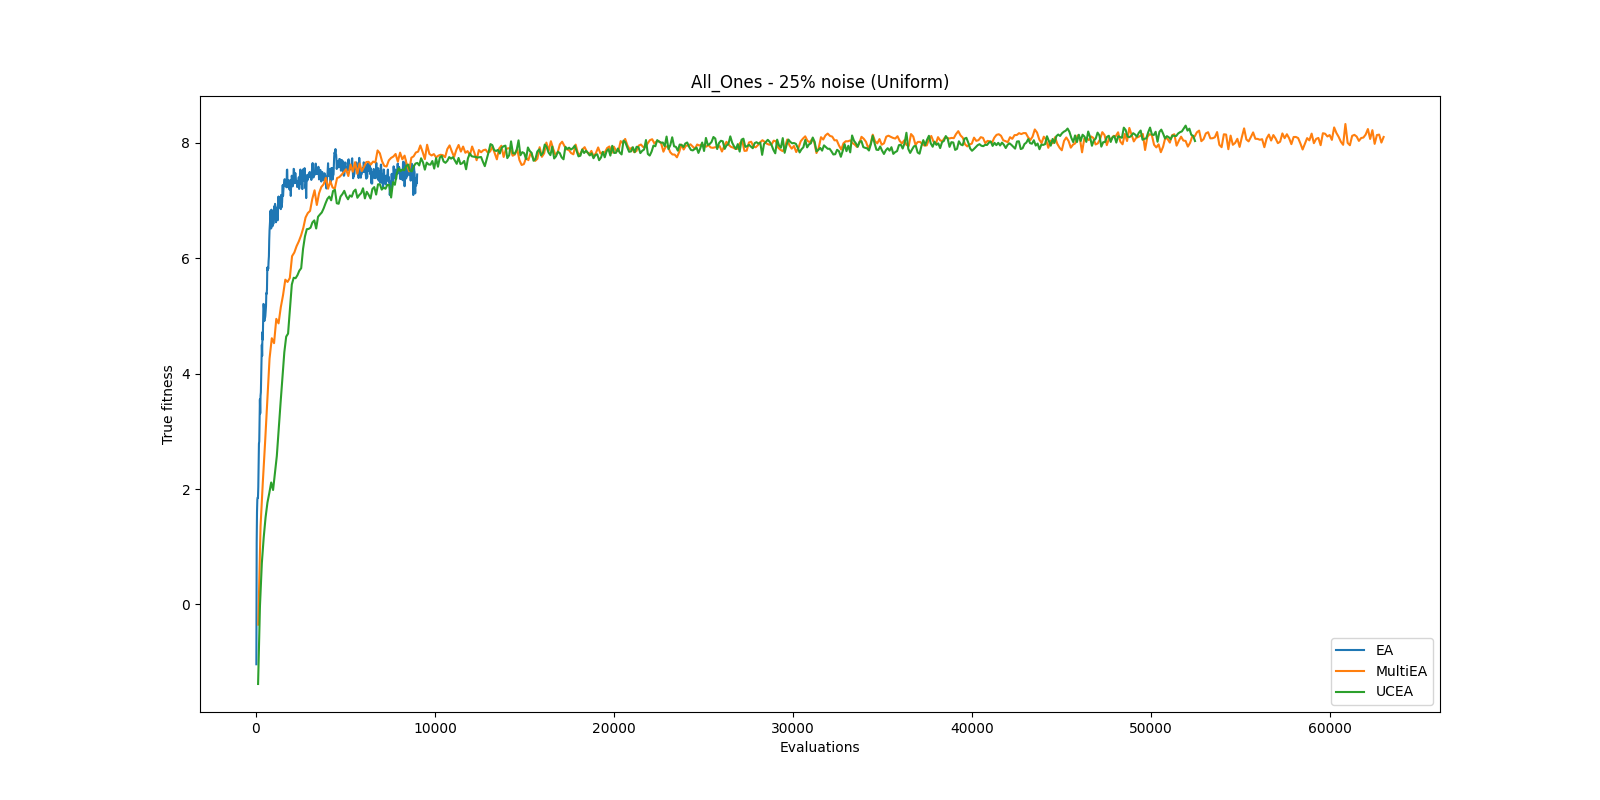 All_Ones - 25% noise (Uniform)
True fitness
8
6
4
2
0
0 10000 20000 30000 40000 50000 60000
Evaluations
EA
MultiEA
UCEA